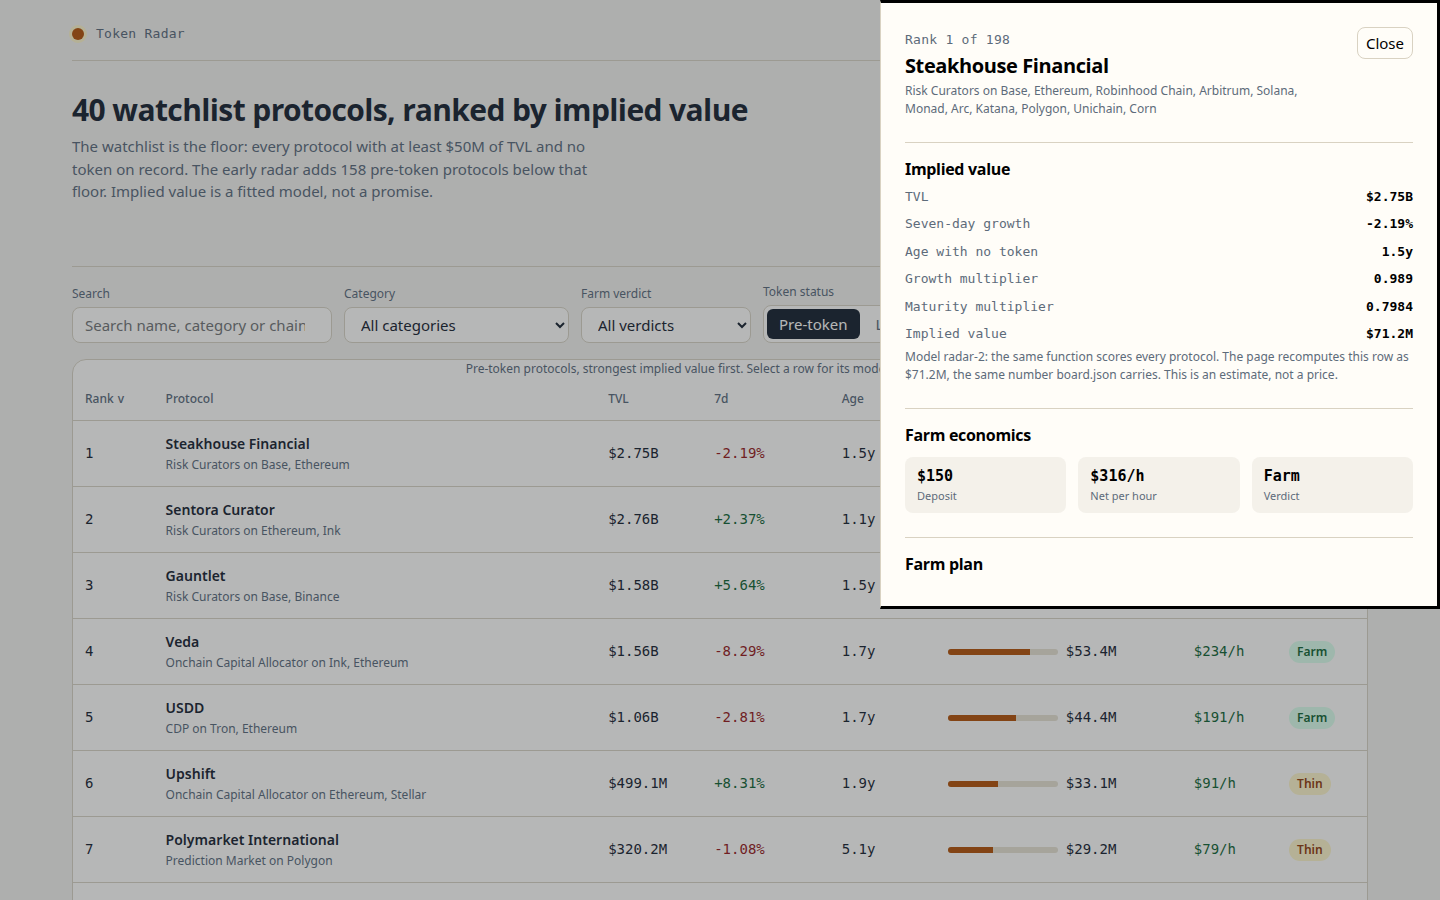 Token Radar
40 watchlist protocols, ranked by implied value
The watchlist is the floor: every protocol with at least $50M of TVL and no
token on record. The early radar adds 158 pre-token protocols below that
floor. Implied value is a fitted model, not a promise.
Search
Category
Farm verdict
Token status
Search name, category or chain
All categories
All verdicts
Pre-token
Pre-token protocols, strongest implied value first. Select a row for its mod
Rank v Protocol TVL 7d Age
1 Steakhouse Financial $2.75B -2.19% 1.5y
Risk Curators on Base, Ethereum
2 Sentora Curator $2.76B +2.37% 1.1y
Risk Curators on Ethereum, Ink
3 Gauntlet $1.58B +5.64% 1.5y
Risk Curators on Base, Binance
4 Veda $1.56B -8.29% 1.7y $53.4M $234/h Farm
Onchain Capital Allocator on Ink, Ethereum
5 USDD $1.06B -2.81% 1.7y $44.4M $191/h Farm
CDP on Tron, Ethereum
6 Upshift $499.1M +8.31% 1.9y $33.1M $91/h Thin
Onchain Capital Allocator on Ethereum, Stellar
7 Polymarket International $320.2M -1.08% 5.1y $29.2M $79/h Thin
Prediction Market on Polygon
Rank 1 of 198
Close
Steakhouse Financial
Risk Curators on Base, Ethereum, Robinhood Chain, Arbitrum, Solana,
Monad, Arc, Katana, Polygon, Unichain, Corn
Implied value
TVL $2.75B
Seven-day growth -2.19%
Age with no token 1.5y
Growth multiplier 0.989
Maturity multiplier 0.7984
Implied value $71.2M
Model radar-2: the same function scores every protocol. The page recomputes this row as
$71.2M, the same number board.json carries. This is an estimate, not a price.
Farm economics
$150 $316/h Farm
Deposit Net per hour Verdict
Farm plan